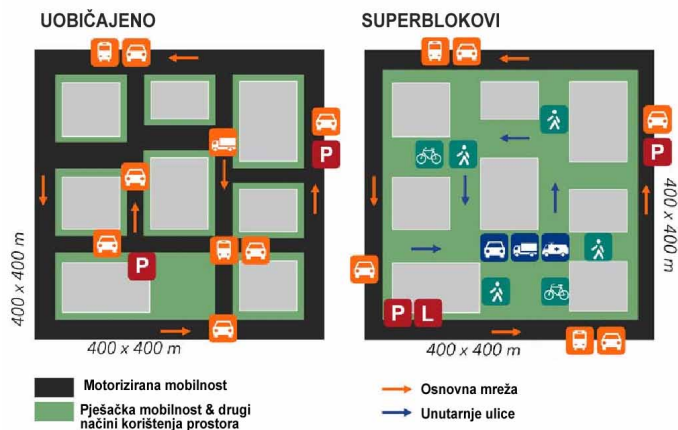 UOBIČAJENO
SUPERBLOKOVI
P
P
P
P
L
400 x 400 m
400 x 400 m
400 x 400 m
400 x 400 m
Motorizirana mobilnost
Pješačka mobilnost & drugi
načini korištenja prostora
Osnovna mreža
Unutarnje ulice